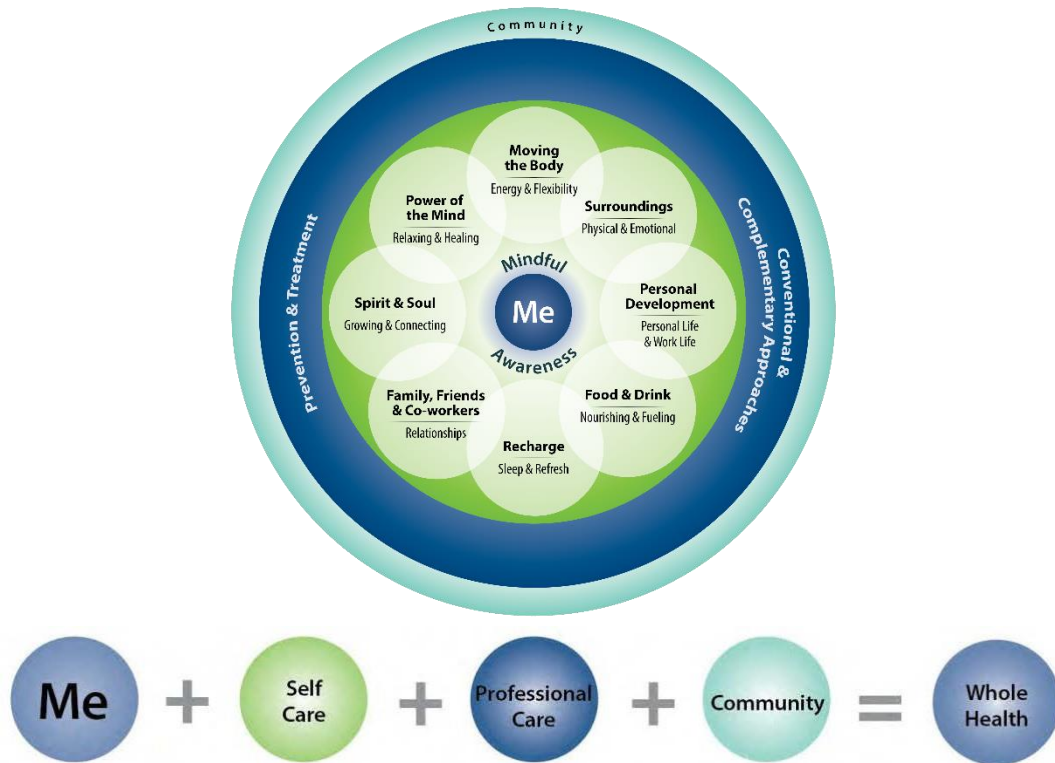 Community
Prevention & Treatment
Conventional &
Complementary Approaches
Moving
the Body
Energy & Flexibility
Surroundings
Physical & Emotional
Personal
Development
Personal Life
& Work Life
Food & Drink
Nourishing & Fueling
Recharge
Sleep & Refresh
Family, Friends
& Co-workers
Relationships
Spirit & Soul
Growing & Connecting
Power of
the Mind
Relaxing & Healing
Mindful
Me
Awareness
Me
+
Self
Care
+
Professional
Care
+
Community
=
Whole
Health